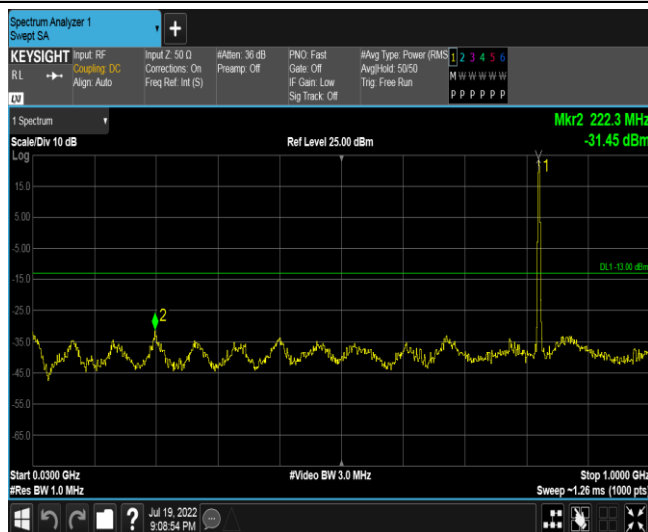 Spectrum Analyzer 1
Swept SA
+
KEYSIGHT
RL
LXI
Input: RF
Coupling: DC
Align: Auto
Input Z: 50 Ω
Corrections: On
Freq Ref: Int (S)
#Atten: 36 dB
Preamp: Off
PNO: Fast
Gate: Off
IF Gain: Low
Sig Track: Off
#Avg Type: Power (RMS
Avg|Hold: 50/50
Trig: Free Run
1 2 3 4 5 6
M W W W W W
P P P P P P
1 Spectrum
Mkr2 222.3 MHz
Scale/Div 10 dB
Ref Level 25.00 dBm
-31.45 dBm
Log
1
15.0
5.00
-5.00
DL1 -13.00 dBm
-15.0
-25.0
2
-35.0
-45.0
-55.0
-65.0
Start 0.0300 GHz
#Video BW 3.0 MHz
Stop 1.0000 GHz
#Res BW 1.0 MHz
Sweep ~1.26 ms (1000 pts)
?
Jul 19, 2022
9:08:54 PM